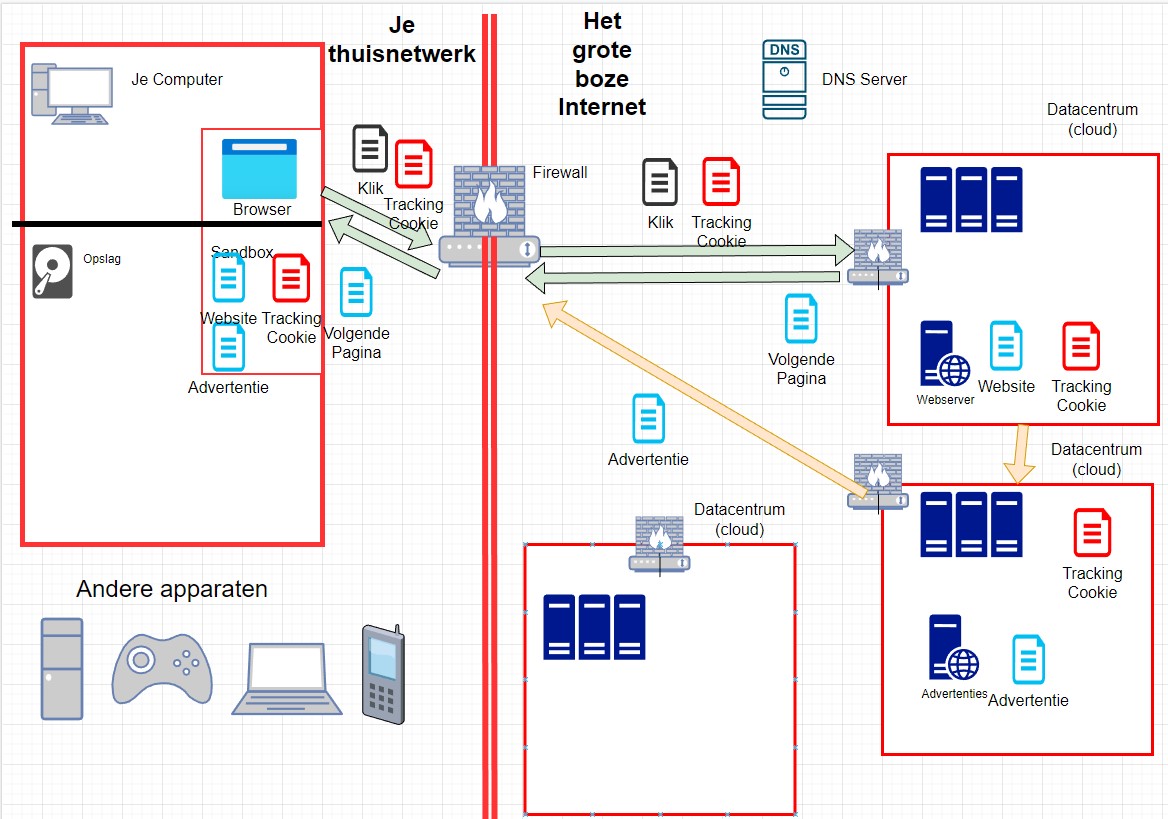 Je
thuisnetwerk
Het
grote
boze
Internet
DNS
DNS Server
Je Computer
Datacentrum
(cloud)
Browser
Klik
Tracking
Cookie
Firewall
Klik
Tracking
Cookie
Opslag
Sandbox
Website
Tracking
Cookie
Advertentie
Volgende
Pagina
Volgende
Pagina
Webserver
Website
Tracking
Cookie
Advertentie
Datacentrum
(cloud)
Datacentrum
(cloud)
Tracking
Cookie
Advertenties
Advertentie
Andere apparaten